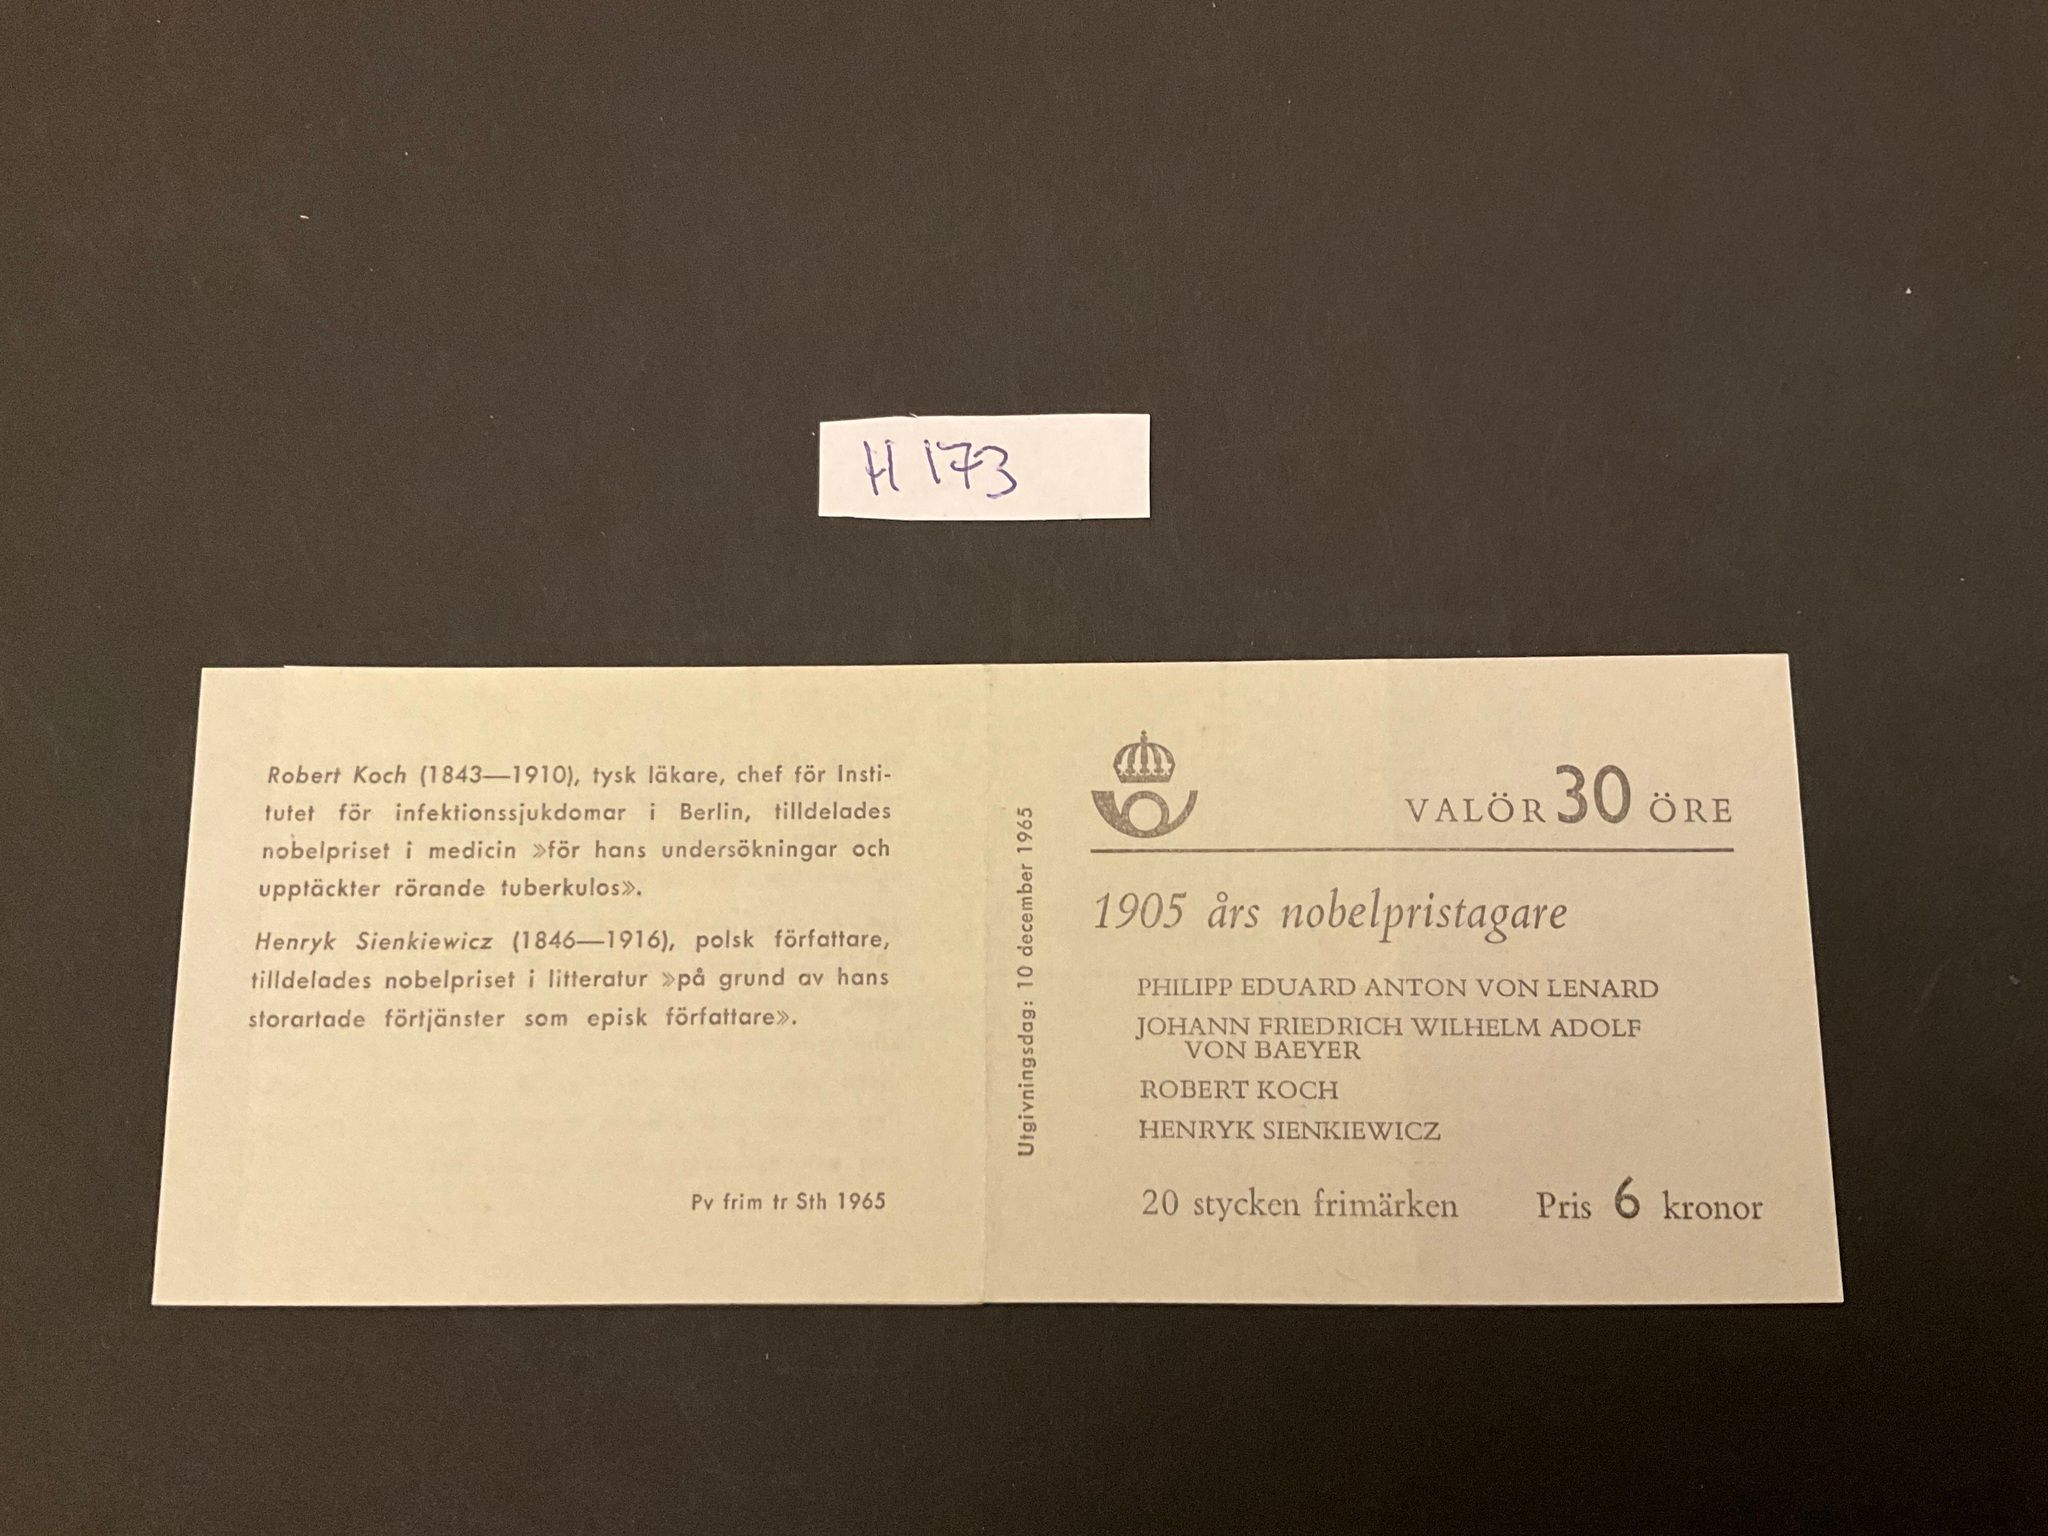 H 173
Robert Koch (1843—1910), tysk läkare, chef för Insti-
tutet för infektionssjukdomar i Berlin, tilldelades
nobelpriset i medicin »för hans undersökningar och
upptäckter rörande tuberkulos».
Henryk Sienkiewicz (1846—1916), polsk författare,
tilldelades nobelpriset i litteratur »på grund av hans
storartade förtjänster som episk författare».
Pv frim tr Sth 1965
Utgivningsdag: 10 december 1965
VALÖR 30 ÖRE
1905 års nobelpristagare
PHILIPP EDUARD ANTON VON LENARD
JOHANN FRIEDRICH WILHELM ADOLF
VON BAEYER
ROBERT KOCH
HENRYK SIENKIEWICZ
20 stycken frimärken Pris 6 kronor